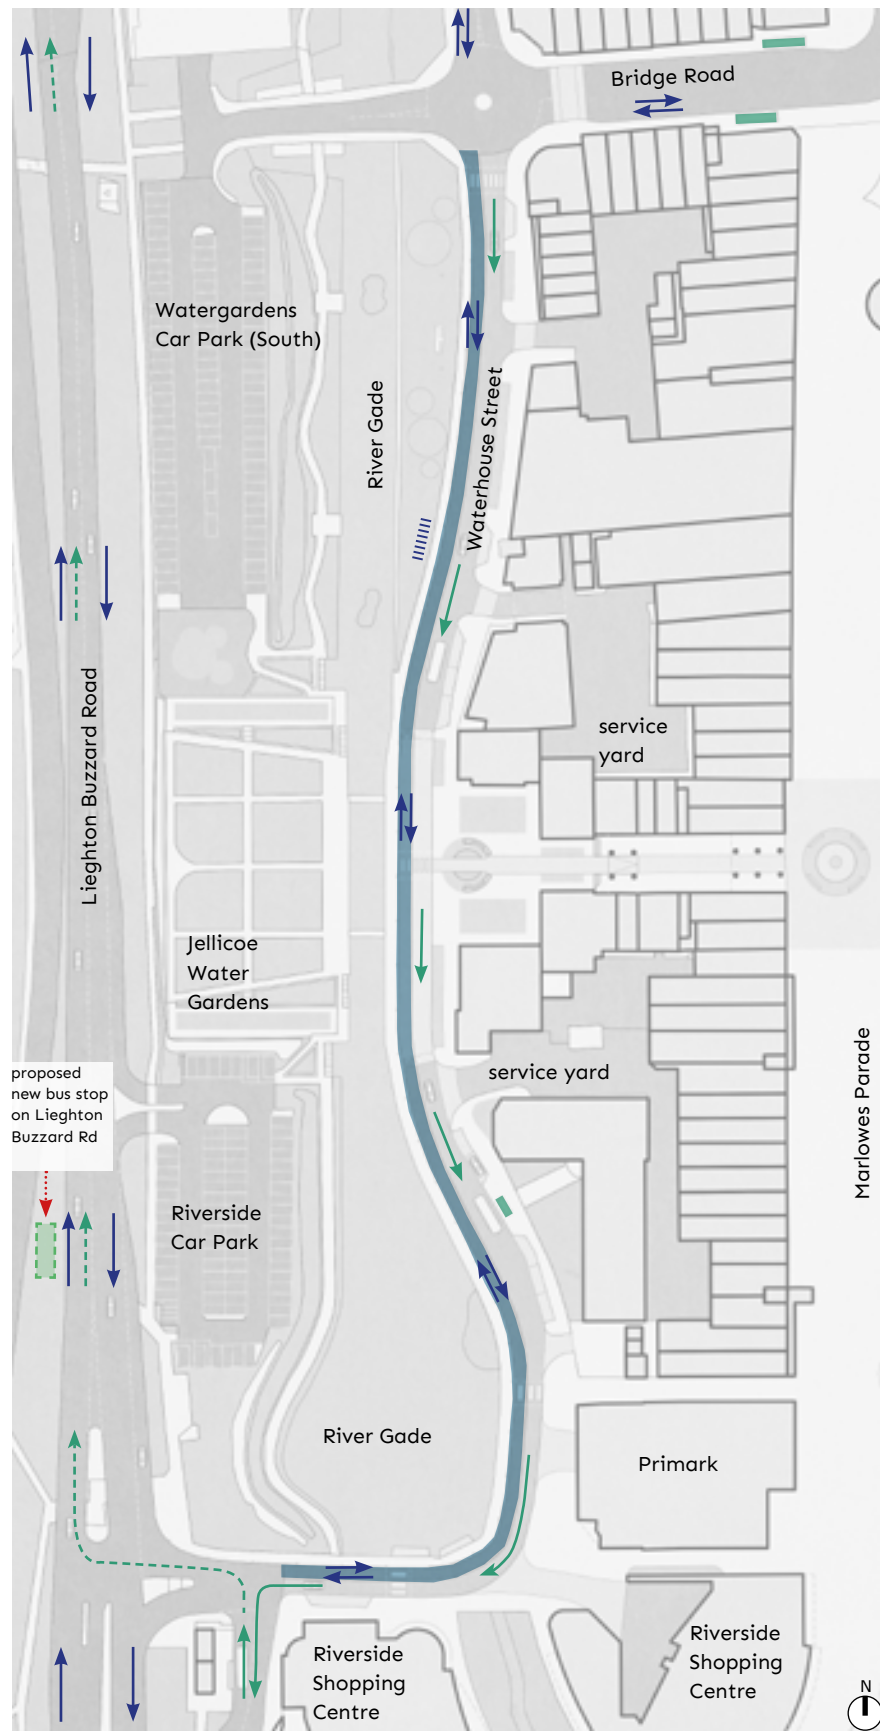 Bridge Road
Watergardens
Car Park (South)
River Gade
Waterhouse Street
Lieghton Buzzard Road
service
yard
Jellicoe
Water
Gardens
service yard
Marlowes Parade
proposed
new bus stop
on Lieghton
Buzzard Rd
Riverside
Car Park
River Gade
Primark
Riverside
Shopping
Centre
Riverside
Shopping
Centre
N